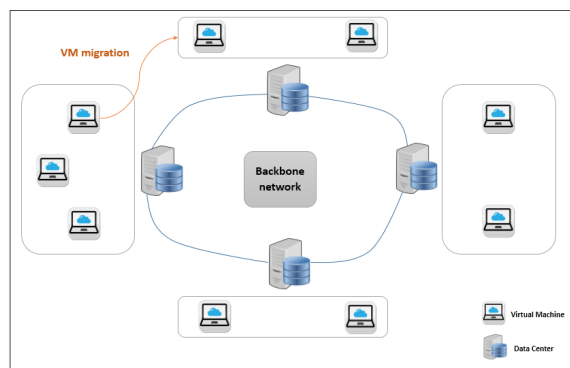 VM migration
Backbone
network
Virtual Machine
Data Center